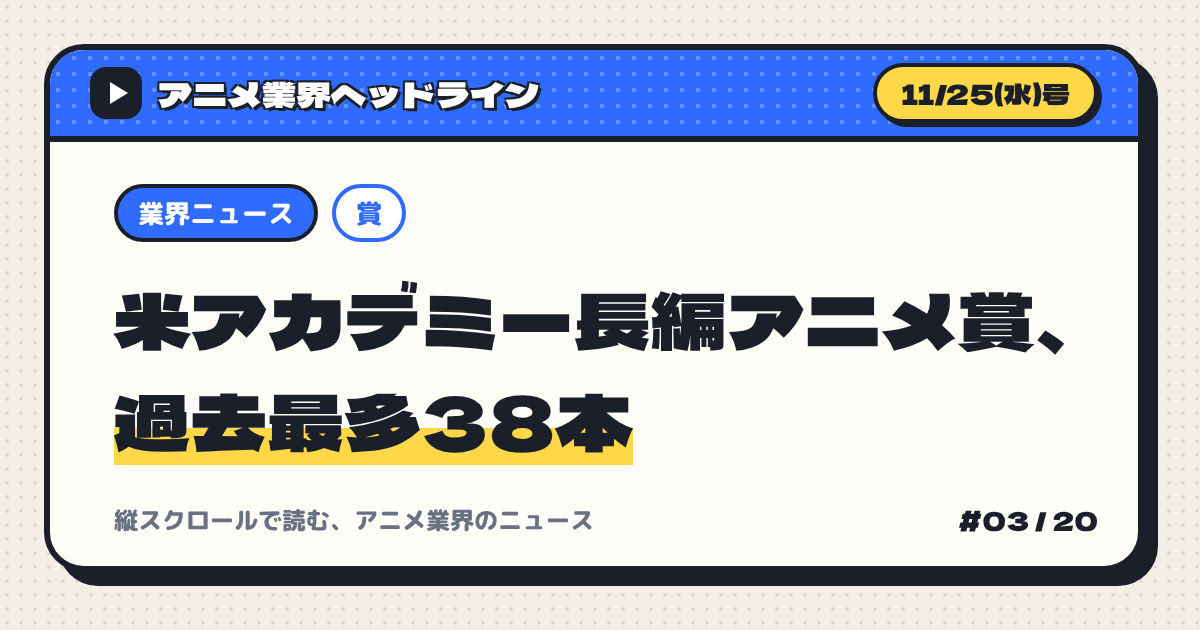 アニメ業界ヘッドライン
11/25(水)号
業界ニュース
賞
米アカデミー長編アニメ賞、
過去最多38本
縦スクロールで読む、アニメ業界のニュース
#03/20